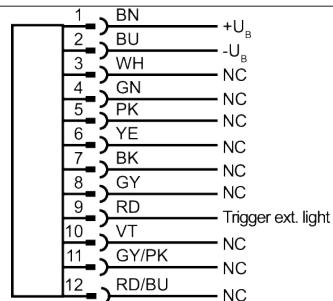 1 BN +UB
2 BU -UB
3 WH NC
4 GN NC
5 PK NC
6 YE NC
7 BK NC
8 GY NC
9 RD Trigger ext. light
10 VT NC
11 GY/PK NC
12 RD/BU NC